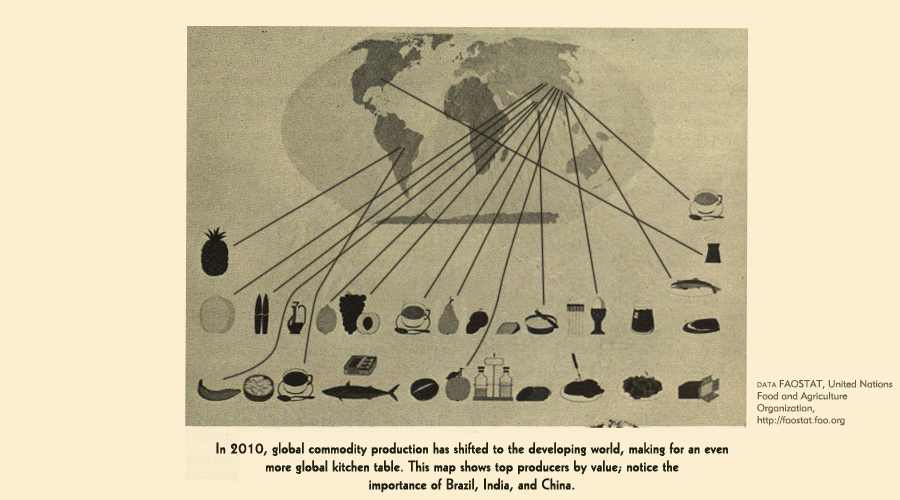 DATA FAOSTAT, United Nations
Food and Agriculture
Organization,
http://faostat.fao.org
In 2010, global commodity production has shifted to the developing world, making for an even
more global kitchen table. This map shows top producers by value; notice the
importance of Brazil, India, and China.